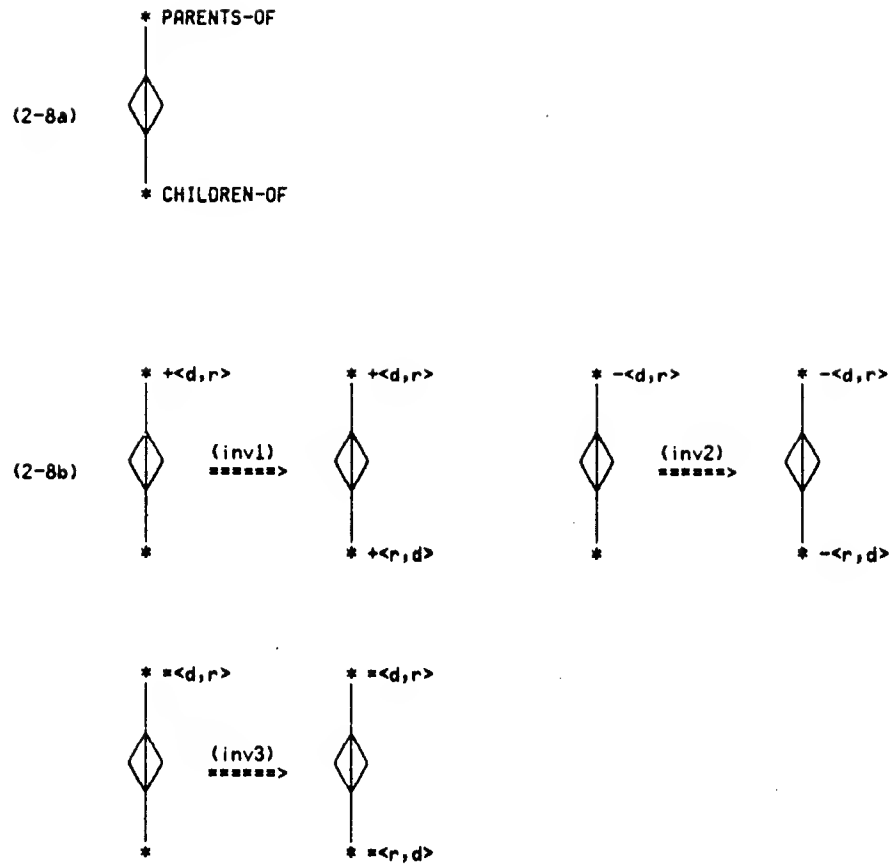 * PARENTS-OF
(2-8a)
* CHILDREN-OF
* +<d,r> * +<d,r> * -<d,r> * -<d,r>
(inv1) (inv2)
(2-8b) ======> ======>
* * +<r,d> * * -<r,d>
* =<d,r> * =<d,r>
(inv3)
======>
* * =<r,d>